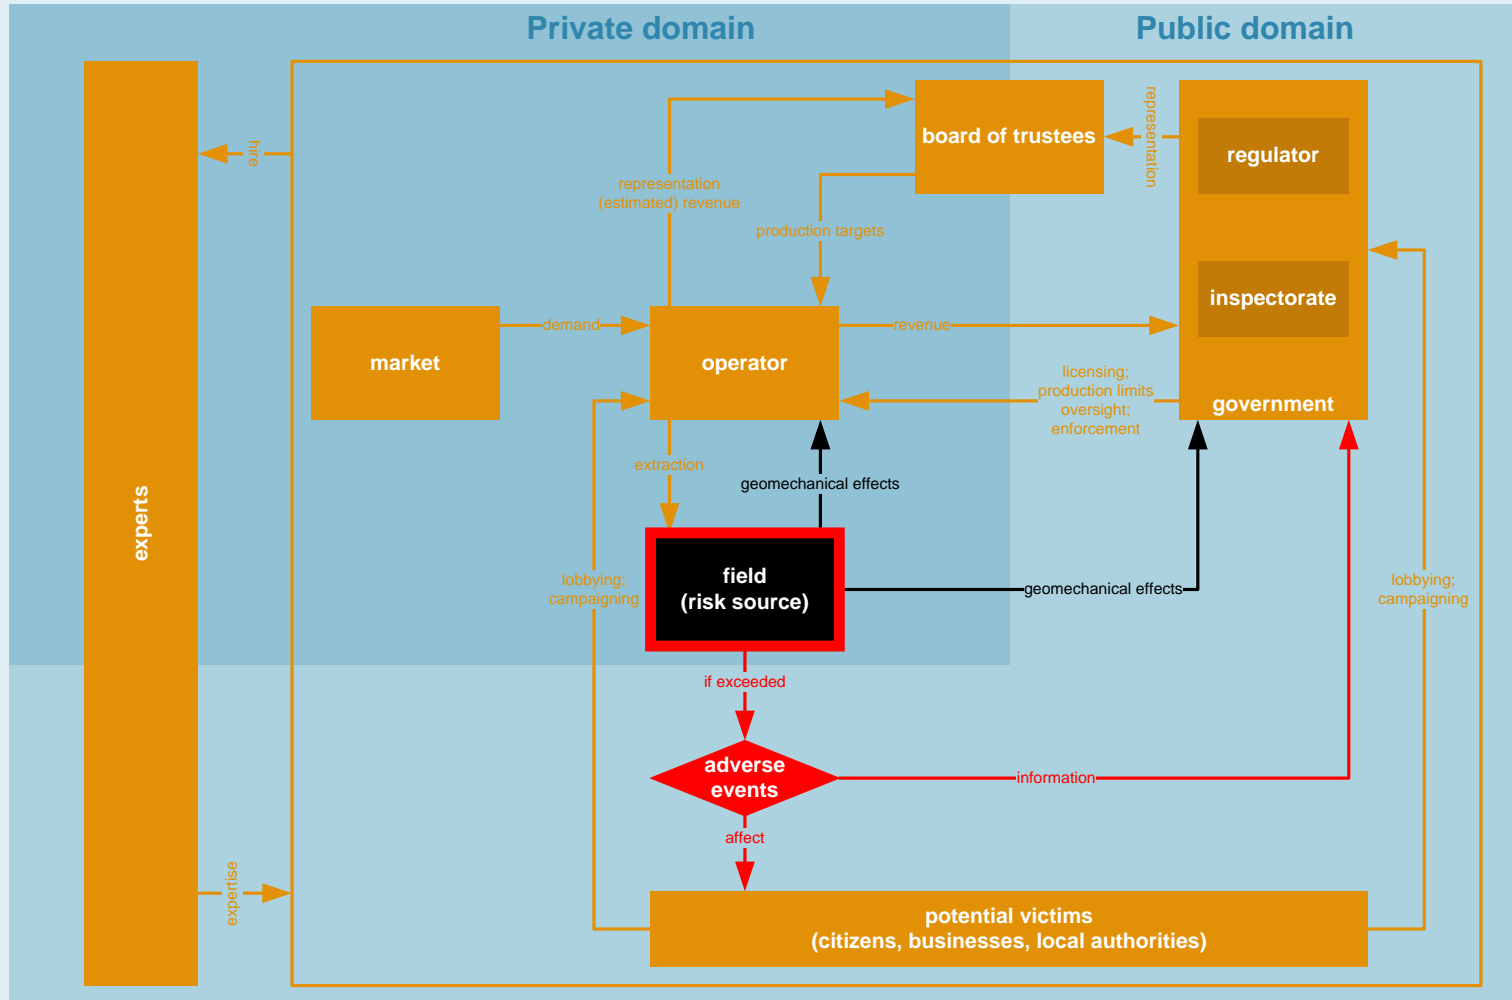 Private domain
Public domain
board of trustees
regulator
representation
hire
representation
(estimated) revenue
production targets
inspectorate
market
demand
operator
revenue
licensing;
production limits
oversight;
enforcement
government
extraction
geomechanical effects
experts
field
(risk source)
lobbying;
campaigning
geomechanical effects
lobbying;
campaigning
if exceeded
adverse
events
information
affect
expertise
potential victims
(citizens, businesses, local authorities)